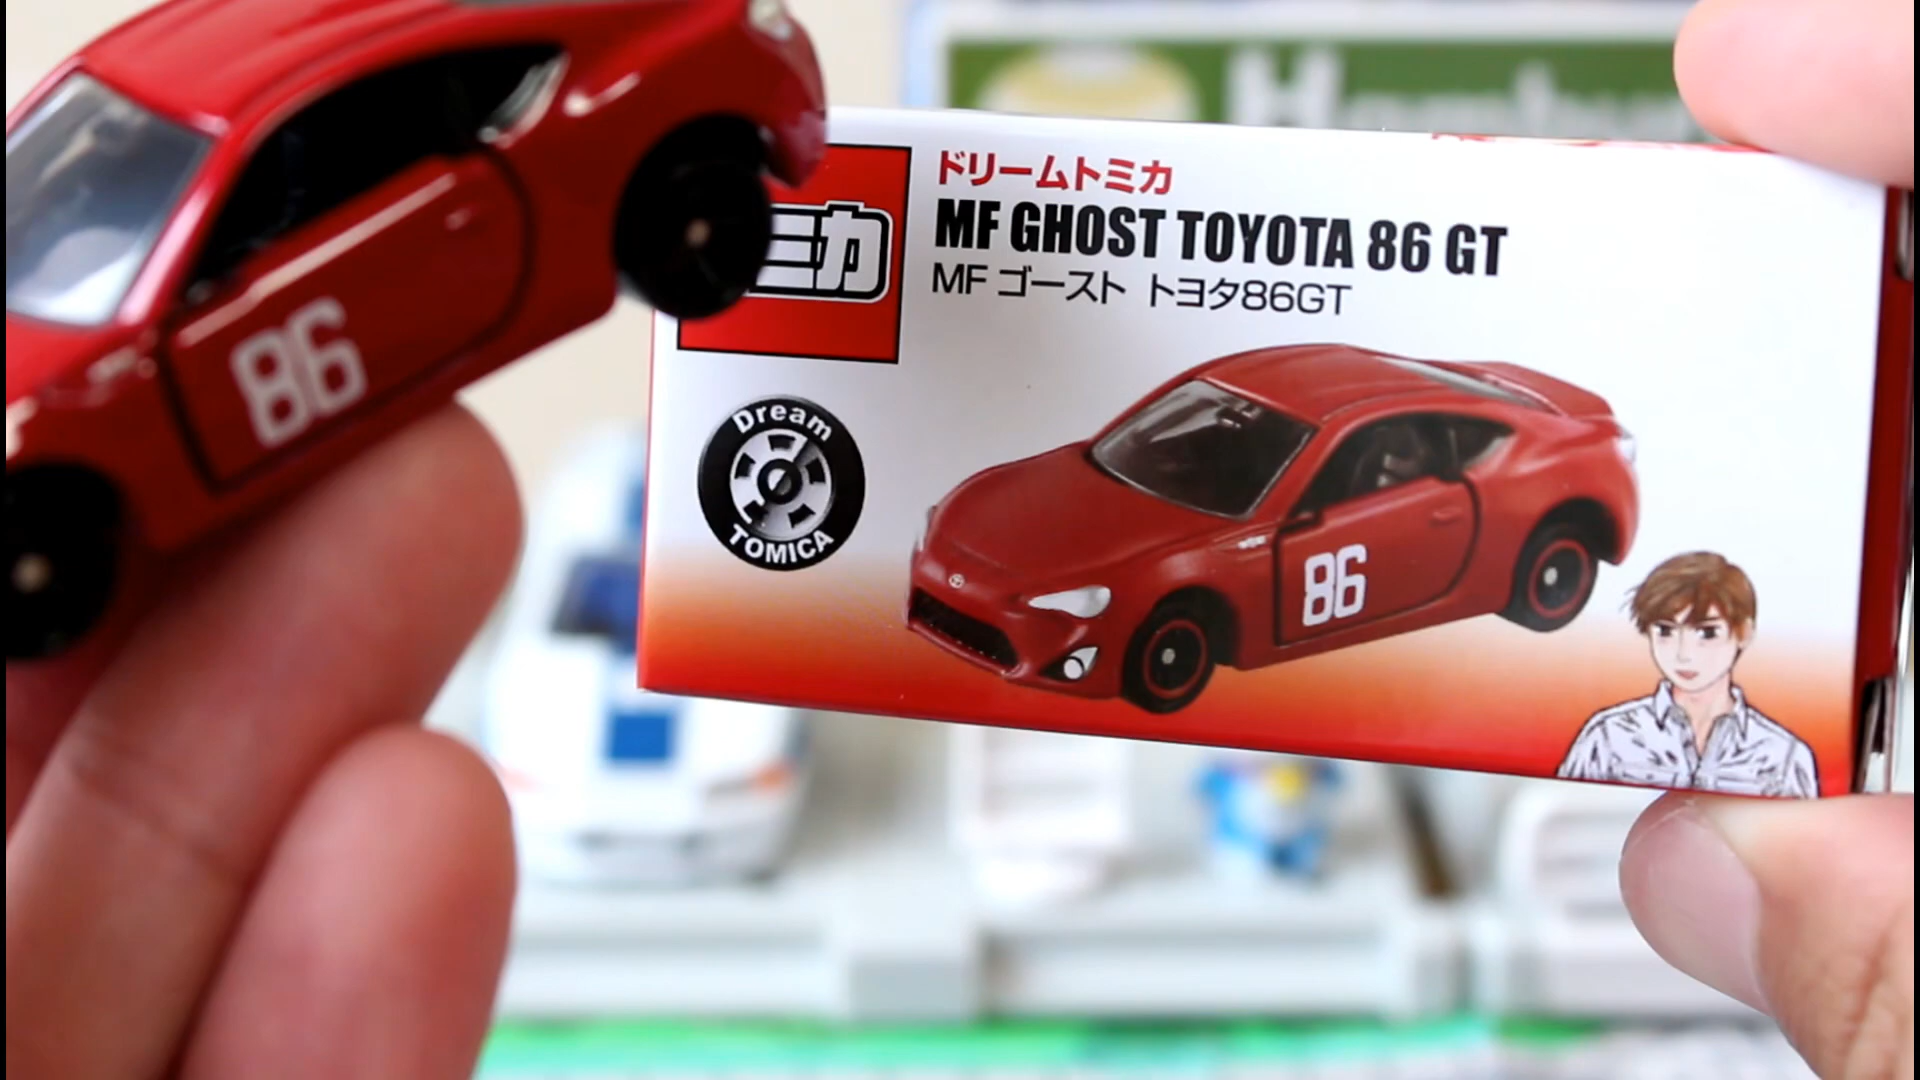 86
ミカ
ドリームトミカ
MF GHOST TOYOTA 86 GT
MF ゴースト トヨタ86GT
Dream
TOMICA
86